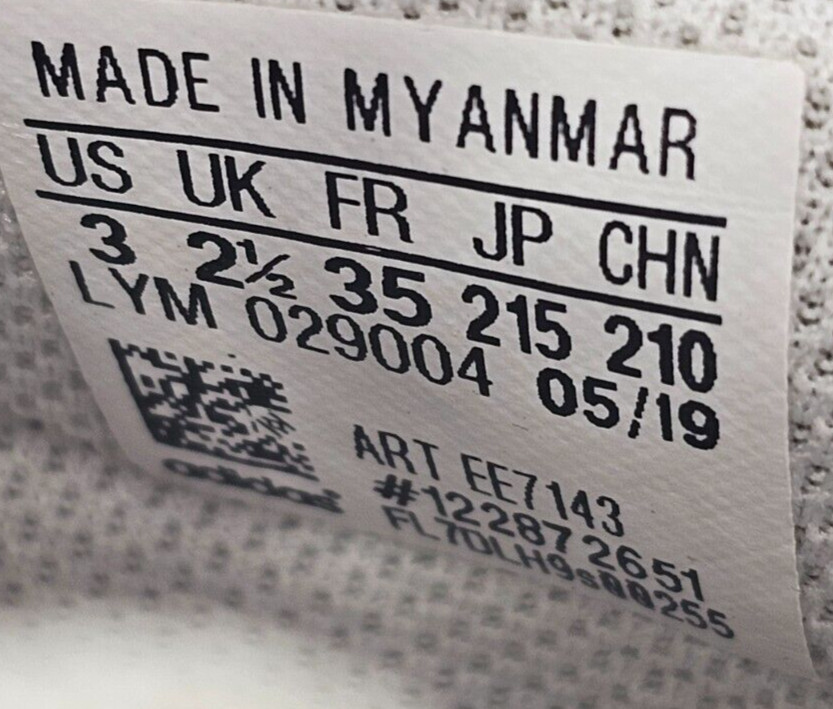 MADE IN MYANMAR
US UK FR JP CHN
3 2½ 35 215 210
LYM 029004 05/19
adidas
ART EE7143
#122872651
FL7DLH9s00255